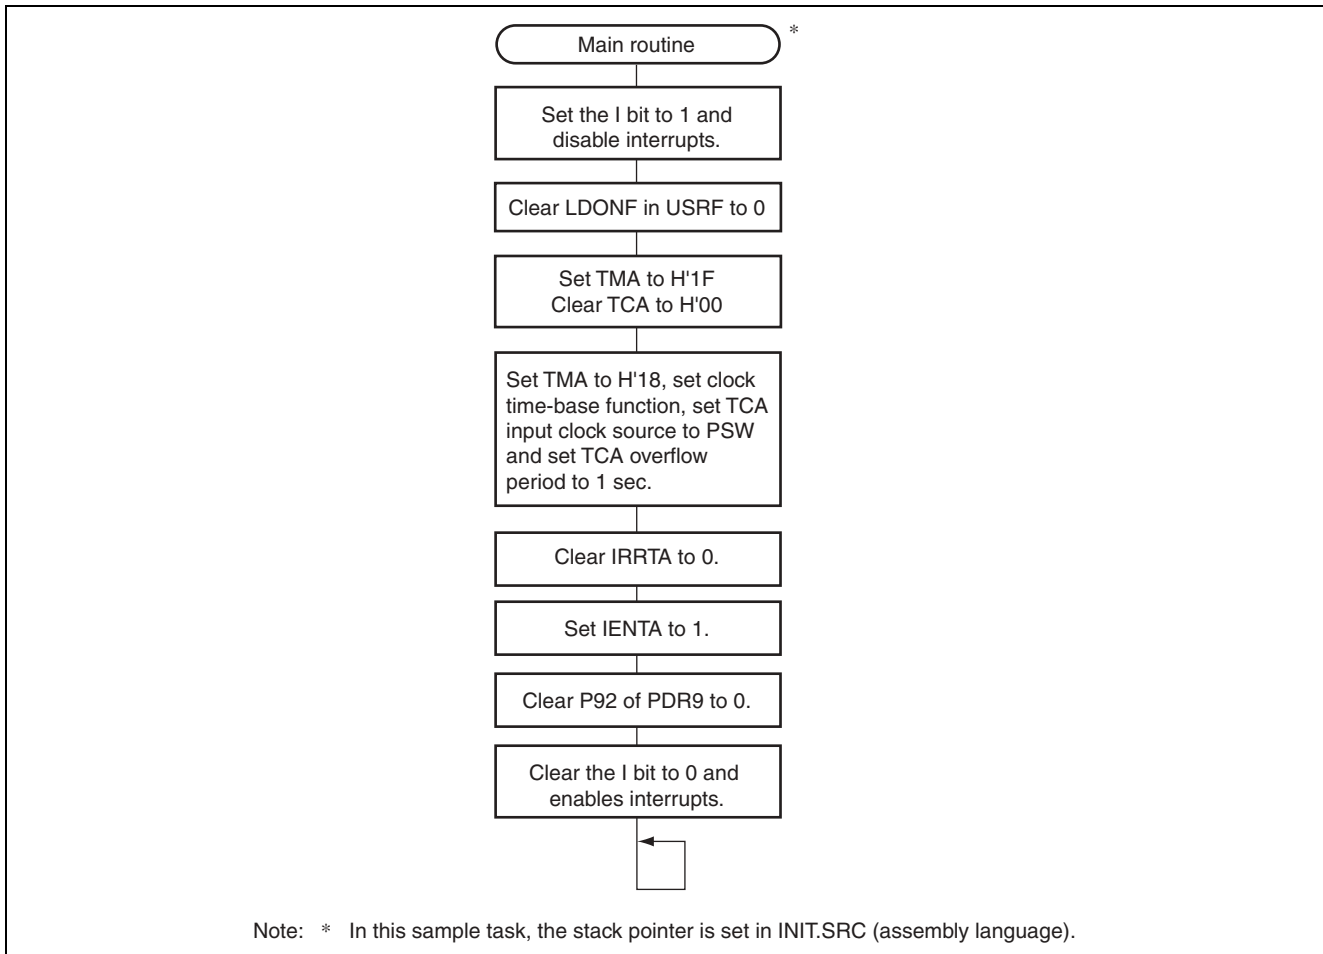 Main routine *
Set the I bit to 1 and
disable interrupts.
Clear LDONF in USRF to 0
Set TMA to H'1F
Clear TCA to H'00
Set TMA to H'18, set clock
time-base function, set TCA
input clock source to PSW
and set TCA overflow
period to 1 sec.
Clear IRRTA to 0.
Set IENTA to 1.
Clear P92 of PDR9 to 0.
Clear the I bit to 0 and
enables interrupts.
Note: * In this sample task, the stack pointer is set in INIT.SRC (assembly language).